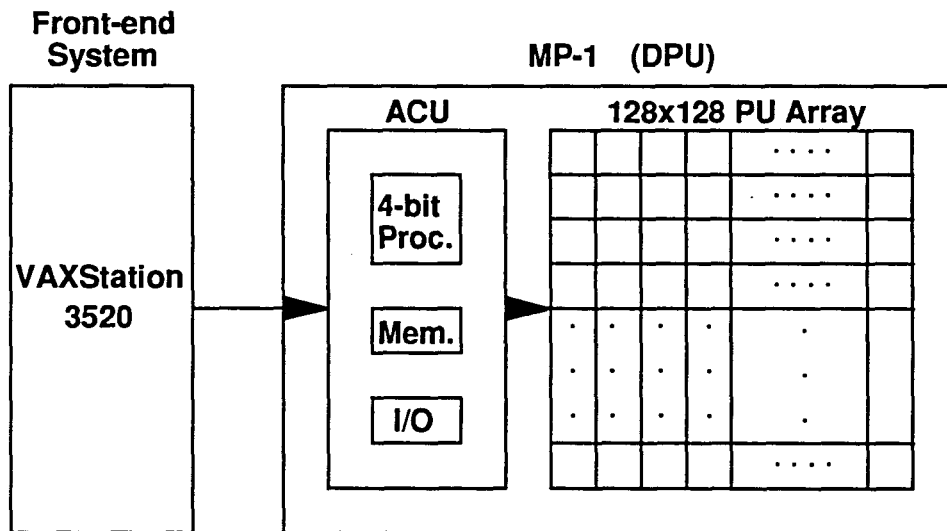 Front-end
System
MP-1 (DPU)
ACU
128x128 PU Array
4-bit
Proc.
VAXStation
3520
Mem.
I/O